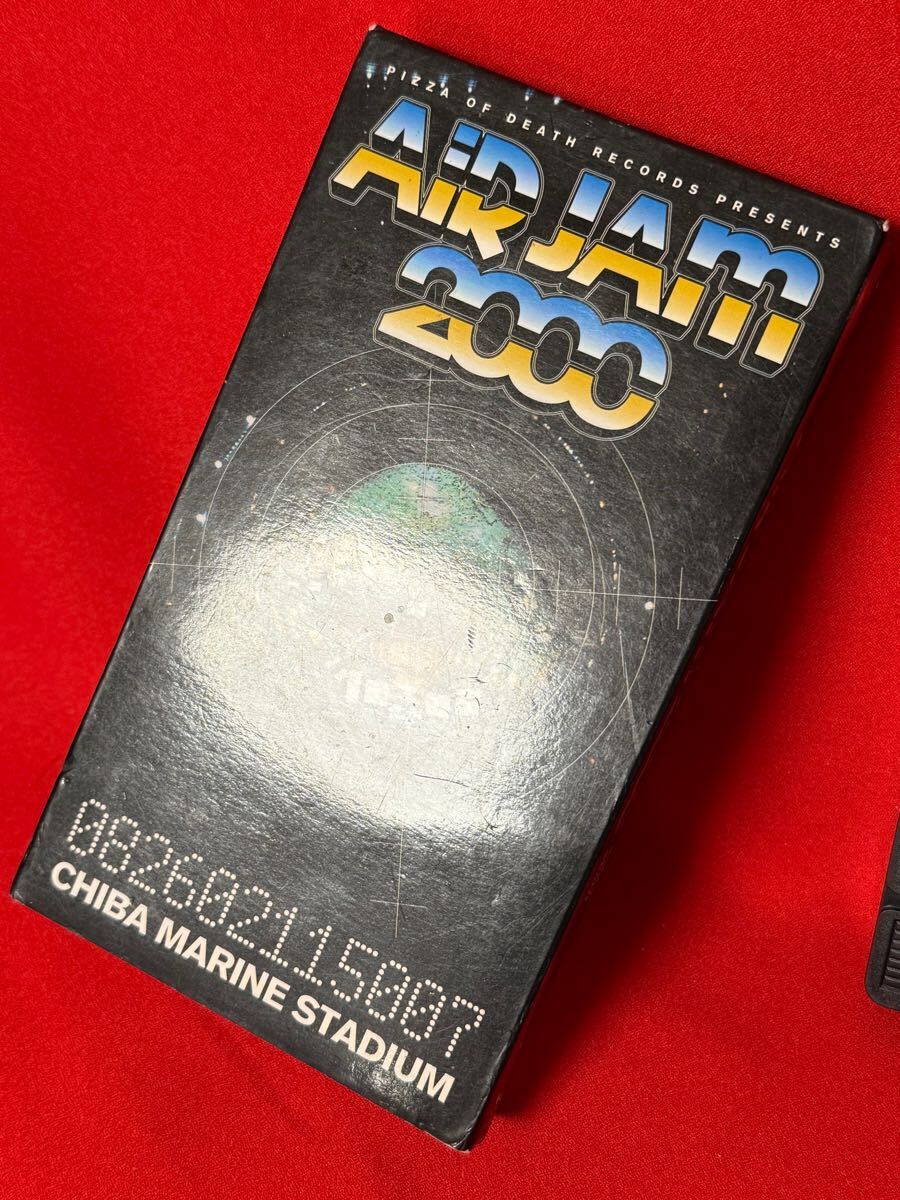 PIZZA OF DEATH RECORDS PRESENTS
AIR JAM
2000
0826021150007
CHIBA MARINE STADIUM